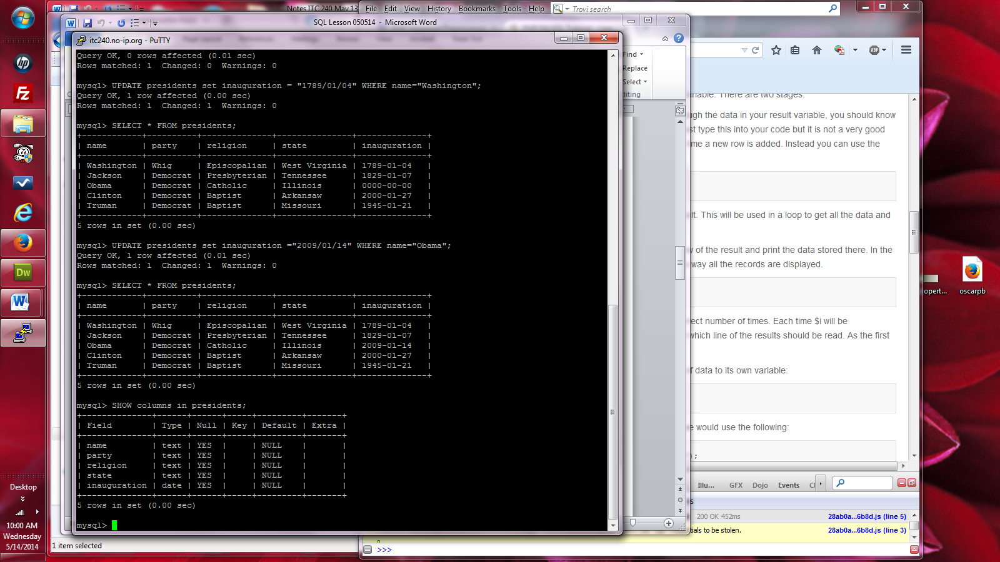 Notes ITC 240 May 13
File Edit View History Bookmarks Tools Help
Trovi search
SQL Lesson 050514 - Microsoft Word
itc240.no-ip.org - PuTTY
Query OK, 0 rows affected (0.01 sec)
Rows matched: 1  Changed: 0  Warnings: 0
mysql> UPDATE presidents set inauguration = "1789/01/04" WHERE name="Washington";
Query OK, 1 row affected (0.00 sec)
Rows matched: 1  Changed: 1  Warnings: 0
mysql> SELECT * FROM presidents;
+------------+----------+--------------+---------------+--------------+
| name       | party    | religion     | state         | inauguration |
+------------+----------+--------------+---------------+--------------+
| Washington | Whig     | Episcopalian | West Virginia | 1789-01-04   |
| Jackson    | Democrat | Presbyterian | Tennessee     | 1829-01-07   |
| Obama      | Democrat | Catholic     | Illinois      | 0000-00-00   |
| Clinton    | Democrat | Baptist      | Arkansaw      | 2000-01-27   |
| Truman     | Democrat | Baptist      | Missouri      | 1945-01-21   |
+------------+----------+--------------+---------------+--------------+
5 rows in set (0.00 sec)
mysql> UPDATE presidents set inauguration ="2009/01/14" WHERE name="Obama";
Query OK, 1 row affected (0.01 sec)
Rows matched: 1  Changed: 1  Warnings: 0
mysql> SELECT * FROM presidents;
+------------+----------+--------------+---------------+--------------+
| name       | party    | religion     | state         | inauguration |
+------------+----------+--------------+---------------+--------------+
| Washington | Whig     | Episcopalian | West Virginia | 1789-01-04   |
| Jackson    | Democrat | Presbyterian | Tennessee     | 1829-01-07   |
| Obama      | Democrat | Catholic     | Illinois      | 2009-01-14   |
| Clinton    | Democrat | Baptist      | Arkansaw      | 2000-01-27   |
| Truman     | Democrat | Baptist      | Missouri      | 1945-01-21   |
+------------+----------+--------------+---------------+--------------+
5 rows in set (0.00 sec)
mysql> SHOW columns in presidents;
+--------------+------+------+-----+---------+-------+
| Field        | Type | Null | Key | Default | Extra |
+--------------+------+------+-----+---------+-------+
| name         | text | YES  |     | NULL    |       |
| party        | text | YES  |     | NULL    |       |
| religion     | text | YES  |     | NULL    |       |
| state        | text | YES  |     | NULL    |       |
| inauguration | date | YES  |     | NULL    |       |
+--------------+------+------+-----+---------+-------+
5 rows in set (0.00 sec)
mysql>
Find
Replace
Select
diting
ABP
riable. There are two stages.
ugh the data in your result variable, you should know
st type this into your code but it is not a very good
me a new row is added. Instead you can use the
lt. This will be used in a loop to get all the data and
v of the result and print the data stored there. In the
way all the records are displayed.
ect number of times. Each time $i will be
which line of the results should be read. As the first
f data to its own variable:
e would use the following:
);
Illu... GFX Dojo Events
s
200 OK 452ms 28ab0a...6b8d.js (line 5)
tials to be stolen. 28ab0a...6b8d.js (line 3)
>>>
1 item selected
opert...
oscarpb
hp
Fz
Dw
W
Desktop
10:00 AM
Wednesday
5/14/2014